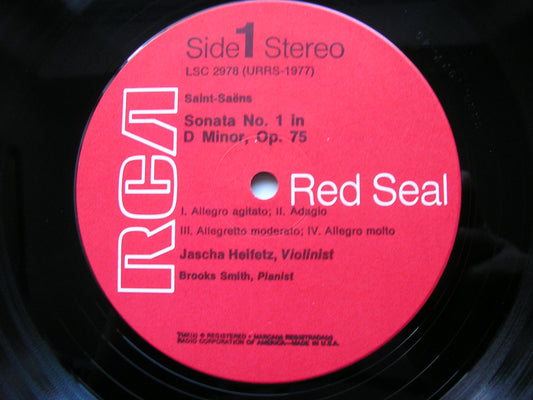 Side 1 Stereo
LSC 2978 (URRS-1977)
Saint-Saëns
Sonata No. 1 in
D Minor, Op. 75
RCA
Red Seal
I. Allegro agitato; II. Adagio
III. Allegretto moderato; IV. Allegro molto
Jascha Heifetz, Violinist
Brooks Smith, Pianist
TMK(s) ® REGISTERED • MARCA(S) REGISTRADA(S)
RADIO CORPORATION OF AMERICA—MADE IN U.S.A.